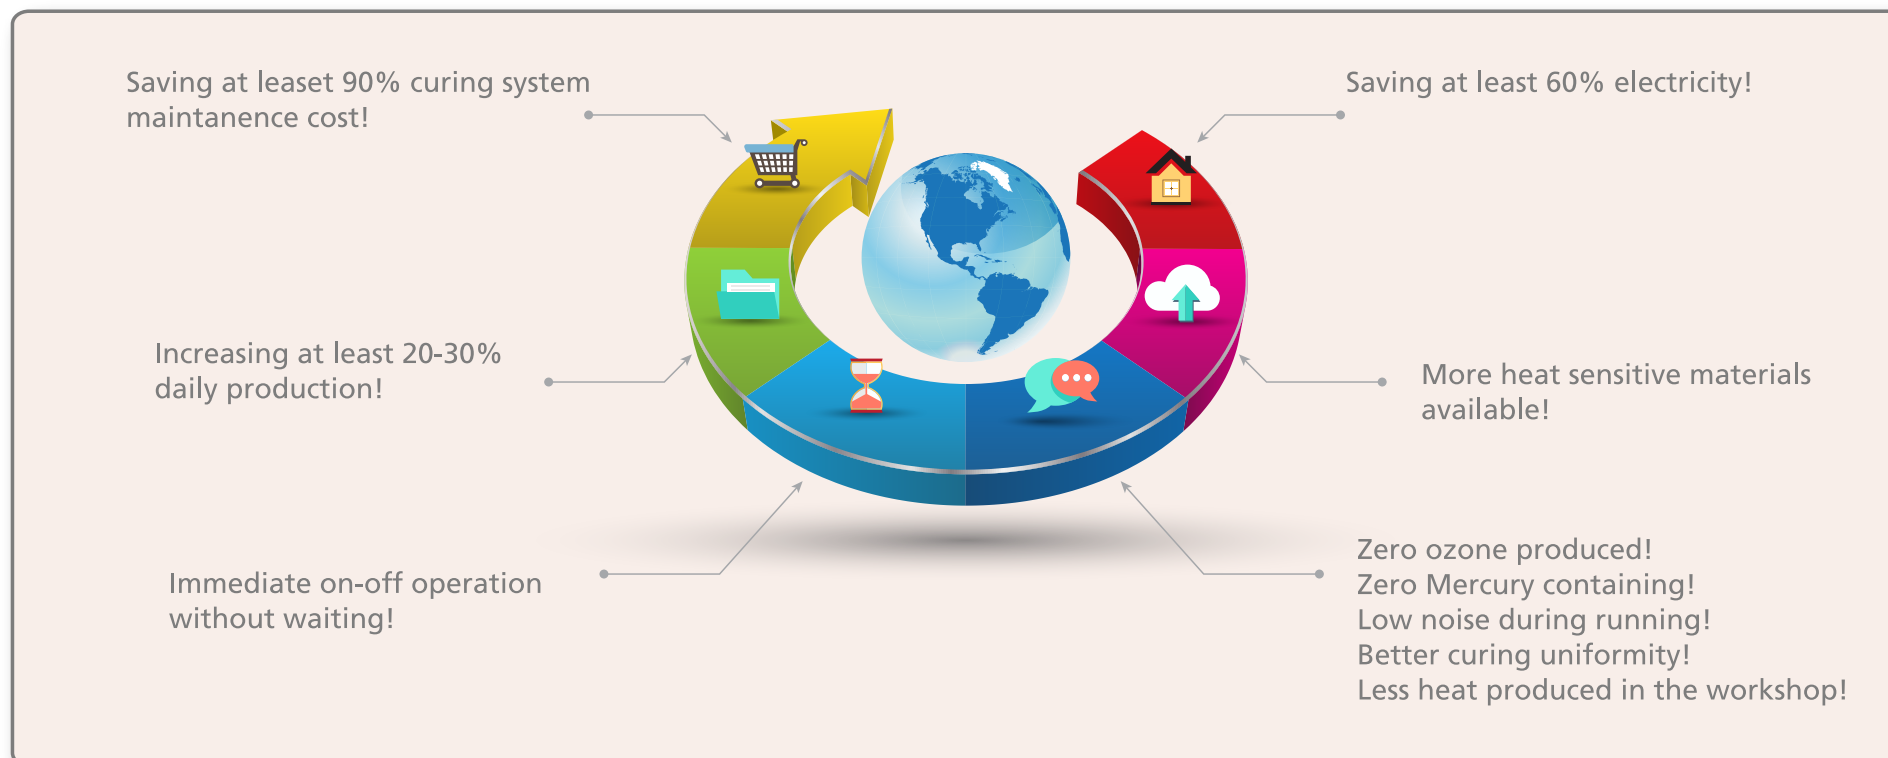 Saving at leaset 90% curing system
maintanence cost!
Saving at least 60% electricity!
Increasing at least 20-30%
daily production!
More heat sensitive materials
available!
Immediate on-off operation
without waiting!
Zero ozone produced!
Zero Mercury containing!
Low noise during running!
Better curing uniformity!
Less heat produced in the workshop!